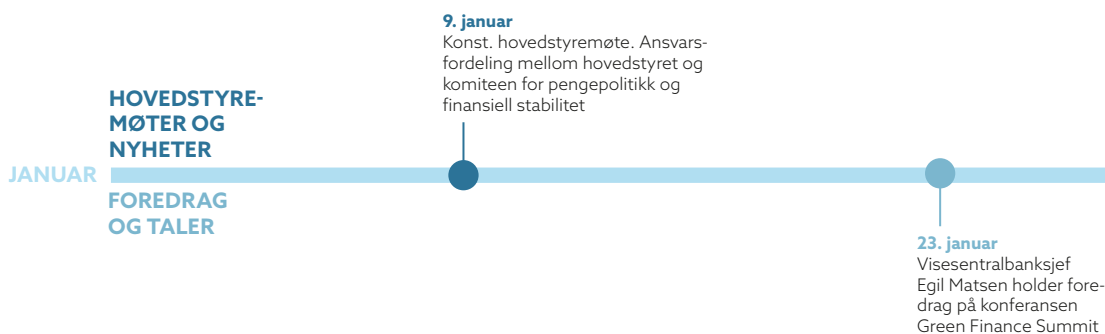 9. januar
Konst. hovedstyremøte. Ansvars-
fordeling mellom hovedstyret og
komiteen for pengepolitikk og
finansiell stabilitet
HOVEDSTYRE-
MØTER OG
NYHETER
JANUAR
FOREDRAG
OG TALER
23. januar
Visesentralbanksjef
Egil Matsen holder fore-
drag på konferansen
Green Finance Summit